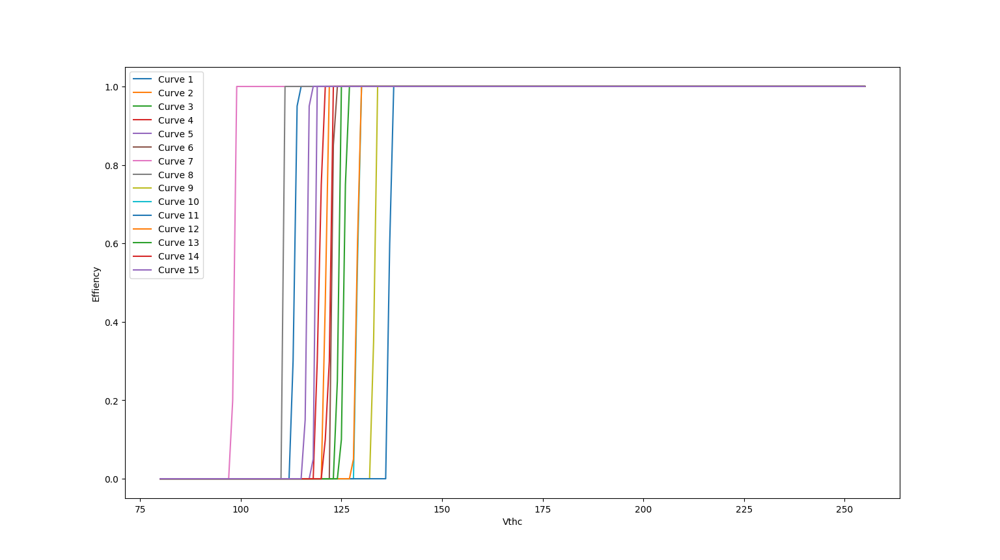 Curve 1
Curve 2
Curve 3
Curve 4
Curve 5
Curve 6
Curve 7
Curve 8
Curve 9
Curve 10
Curve 11
Curve 12
Curve 13
Curve 14
Curve 15
1.0
0.8
0.6
0.4
0.2
0.0
Effiency
75 100 125 150 175 200 225 250
Vthc